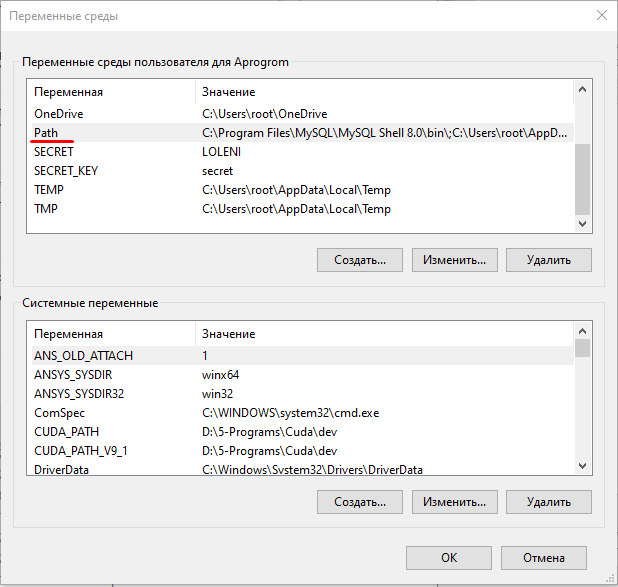 Переменные среды
Переменные среды пользователя для Aprogrom
Переменная Значение
OneDrive C:\Users\root\OneDrive
Path C:\Program Files\MySQL\MySQL Shell 8.0\bin\;C:\Users\root\AppD...
SECRET LOLENI
SECRET_KEY secret
TEMP C:\Users\root\AppData\Local\Temp
TMP C:\Users\root\AppData\Local\Temp
Создать... Изменить... Удалить
Системные переменные
Переменная Значение
ANS_OLD_ATTACH 1
ANSYS_SYSDIR winx64
ANSYS_SYSDIR32 win32
ComSpec C:\WINDOWS\system32\cmd.exe
CUDA_PATH D:\5-Programs\Cuda\dev
CUDA_PATH_V9_1 D:\5-Programs\Cuda\dev
DriverData C:\Windows\System32\Drivers\DriverData
Создать... Изменить... Удалить
ОК Отмена